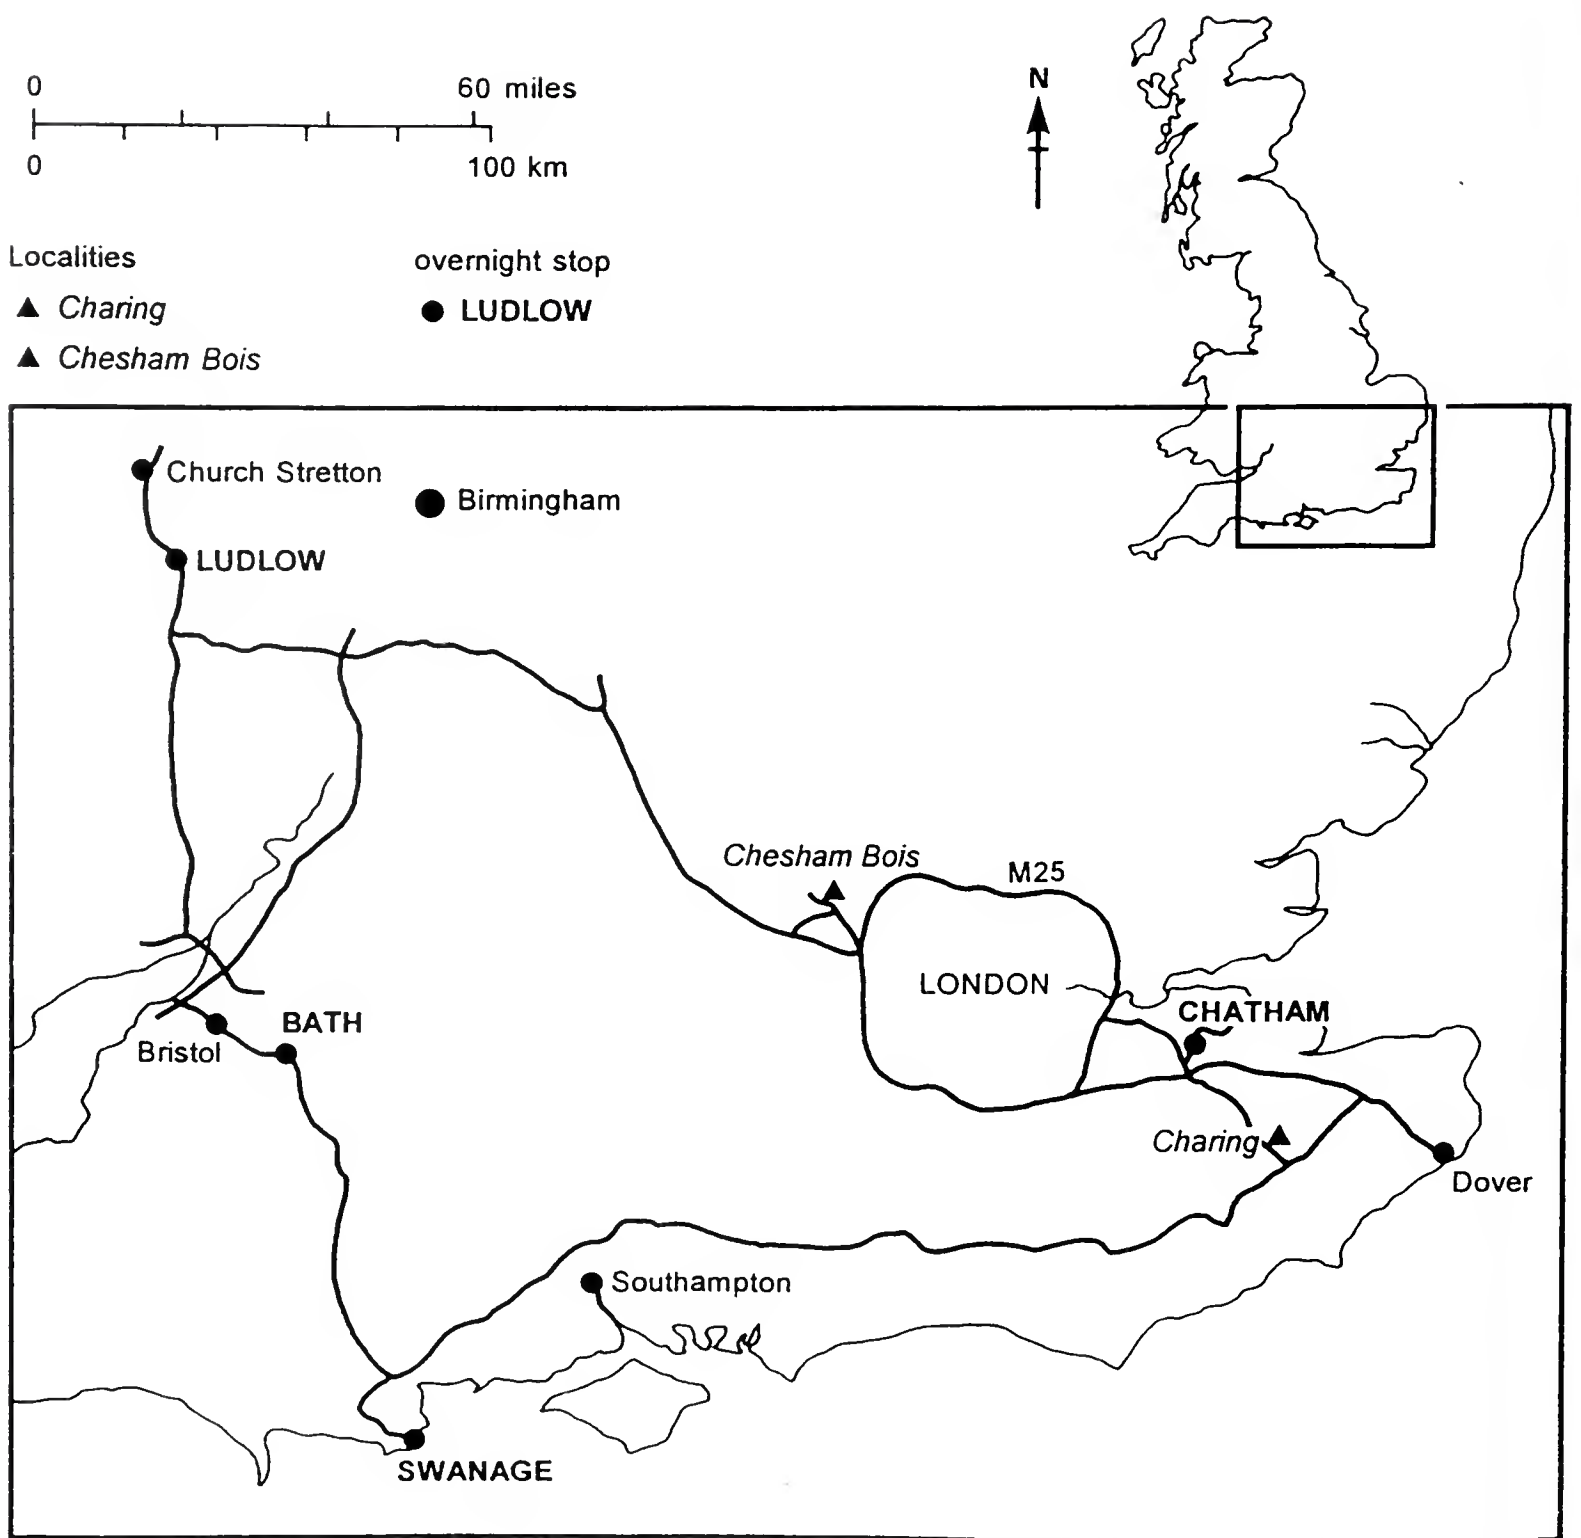 0 60 miles
0 100 km
N
Localities
overnight stop
Charing
LUDLOW
Chesham Bois
Church Stretton
Birmingham
LUDLOW
Chesham Bois
M25
LONDON
CHATHAM
BATH
Bristol
Charing
Dover
Southampton
SWANAGE